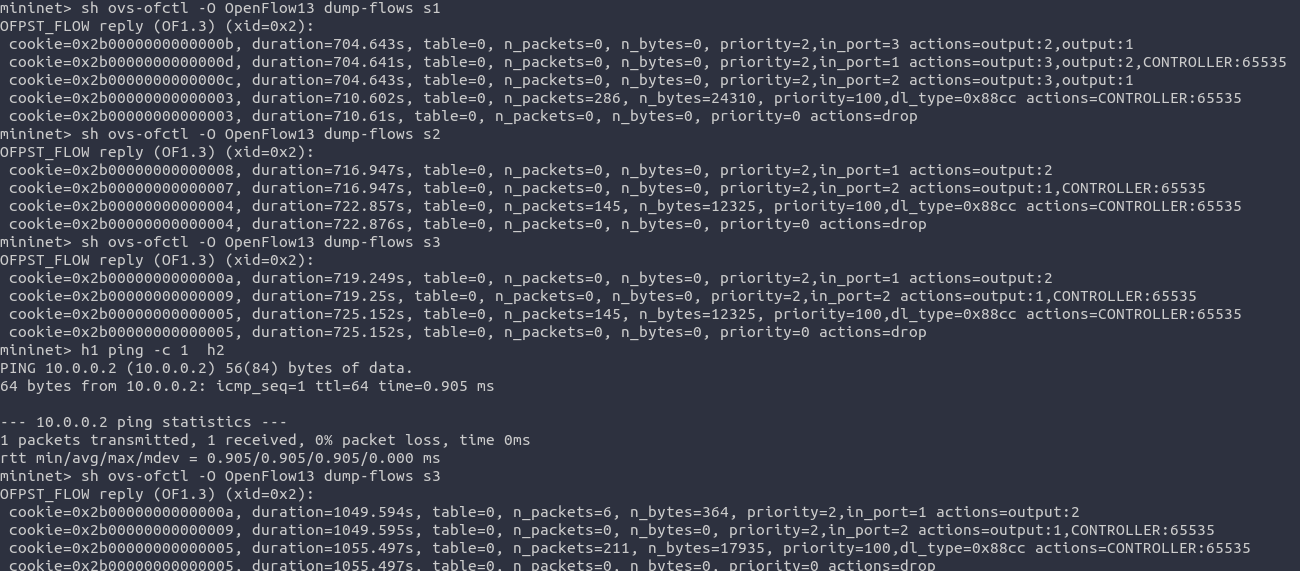 mininet> sh ovs-ofctl -O OpenFlow13 dump-flows s1
OFPST_FLOW reply (OF1.3) (xid=0x2):
 cookie=0x2b0000000000000b, duration=704.643s, table=0, n_packets=0, n_bytes=0, priority=2,in_port=3 actions=output:2,output:1
 cookie=0x2b0000000000000d, duration=704.641s, table=0, n_packets=0, n_bytes=0, priority=2,in_port=1 actions=output:3,output:2,CONTROLLER:65535
 cookie=0x2b0000000000000c, duration=704.643s, table=0, n_packets=0, n_bytes=0, priority=2,in_port=2 actions=output:3,output:1
 cookie=0x2b00000000000003, duration=710.602s, table=0, n_packets=286, n_bytes=24310, priority=100,dl_type=0x88cc actions=CONTROLLER:65535
 cookie=0x2b00000000000003, duration=710.61s, table=0, n_packets=0, n_bytes=0, priority=0 actions=drop
mininet> sh ovs-ofctl -O OpenFlow13 dump-flows s2
OFPST_FLOW reply (OF1.3) (xid=0x2):
 cookie=0x2b00000000000008, duration=716.947s, table=0, n_packets=0, n_bytes=0, priority=2,in_port=1 actions=output:2
 cookie=0x2b00000000000007, duration=716.947s, table=0, n_packets=0, n_bytes=0, priority=2,in_port=2 actions=output:1,CONTROLLER:65535
 cookie=0x2b00000000000004, duration=722.857s, table=0, n_packets=145, n_bytes=12325, priority=100,dl_type=0x88cc actions=CONTROLLER:65535
 cookie=0x2b00000000000004, duration=722.876s, table=0, n_packets=0, n_bytes=0, priority=0 actions=drop
mininet> sh ovs-ofctl -O OpenFlow13 dump-flows s3
OFPST_FLOW reply (OF1.3) (xid=0x2):
 cookie=0x2b0000000000000a, duration=719.249s, table=0, n_packets=0, n_bytes=0, priority=2,in_port=1 actions=output:2
 cookie=0x2b00000000000009, duration=719.25s, table=0, n_packets=0, n_bytes=0, priority=2,in_port=2 actions=output:1,CONTROLLER:65535
 cookie=0x2b00000000000005, duration=725.152s, table=0, n_packets=145, n_bytes=12325, priority=100,dl_type=0x88cc actions=CONTROLLER:65535
 cookie=0x2b00000000000005, duration=725.152s, table=0, n_packets=0, n_bytes=0, priority=0 actions=drop
mininet> h1 ping -c 1  h2
PING 10.0.0.2 (10.0.0.2) 56(84) bytes of data.
64 bytes from 10.0.0.2: icmp_seq=1 ttl=64 time=0.905 ms

--- 10.0.0.2 ping statistics ---
1 packets transmitted, 1 received, 0% packet loss, time 0ms
rtt min/avg/max/mdev = 0.905/0.905/0.905/0.000 ms
mininet> sh ovs-ofctl -O OpenFlow13 dump-flows s3
OFPST_FLOW reply (OF1.3) (xid=0x2):
 cookie=0x2b0000000000000a, duration=1049.594s, table=0, n_packets=6, n_bytes=364, priority=2,in_port=1 actions=output:2
 cookie=0x2b00000000000009, duration=1049.595s, table=0, n_packets=0, n_bytes=0, priority=2,in_port=2 actions=output:1,CONTROLLER:65535
 cookie=0x2b00000000000005, duration=1055.497s, table=0, n_packets=211, n_bytes=17935, priority=100,dl_type=0x88cc actions=CONTROLLER:65535
 cookie=0x2b00000000000005, duration=1055.497s, table=0, n_packets=0, n_bytes=0, priority=0 actions=drop